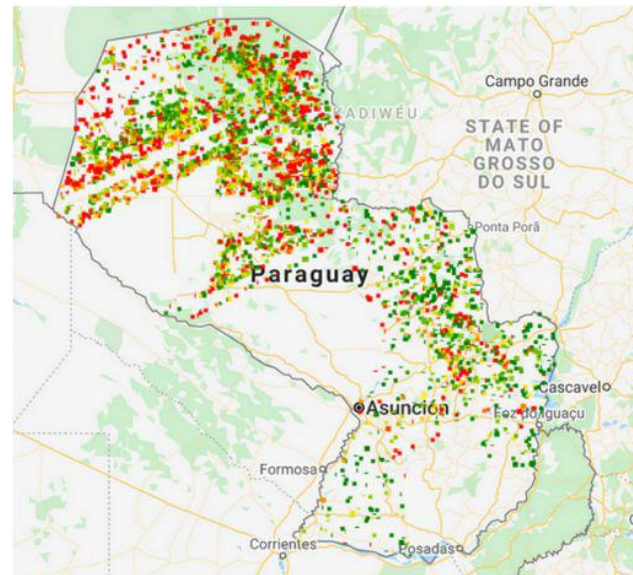 Campo Grande
KADIWÉU
STATE OF
MATO
GROSSO
DO SUL
Ponta Porã
Paraguay
Cascavel
Asunción
Foz do Iguaçu
Formosa
Corrientes
Posadas